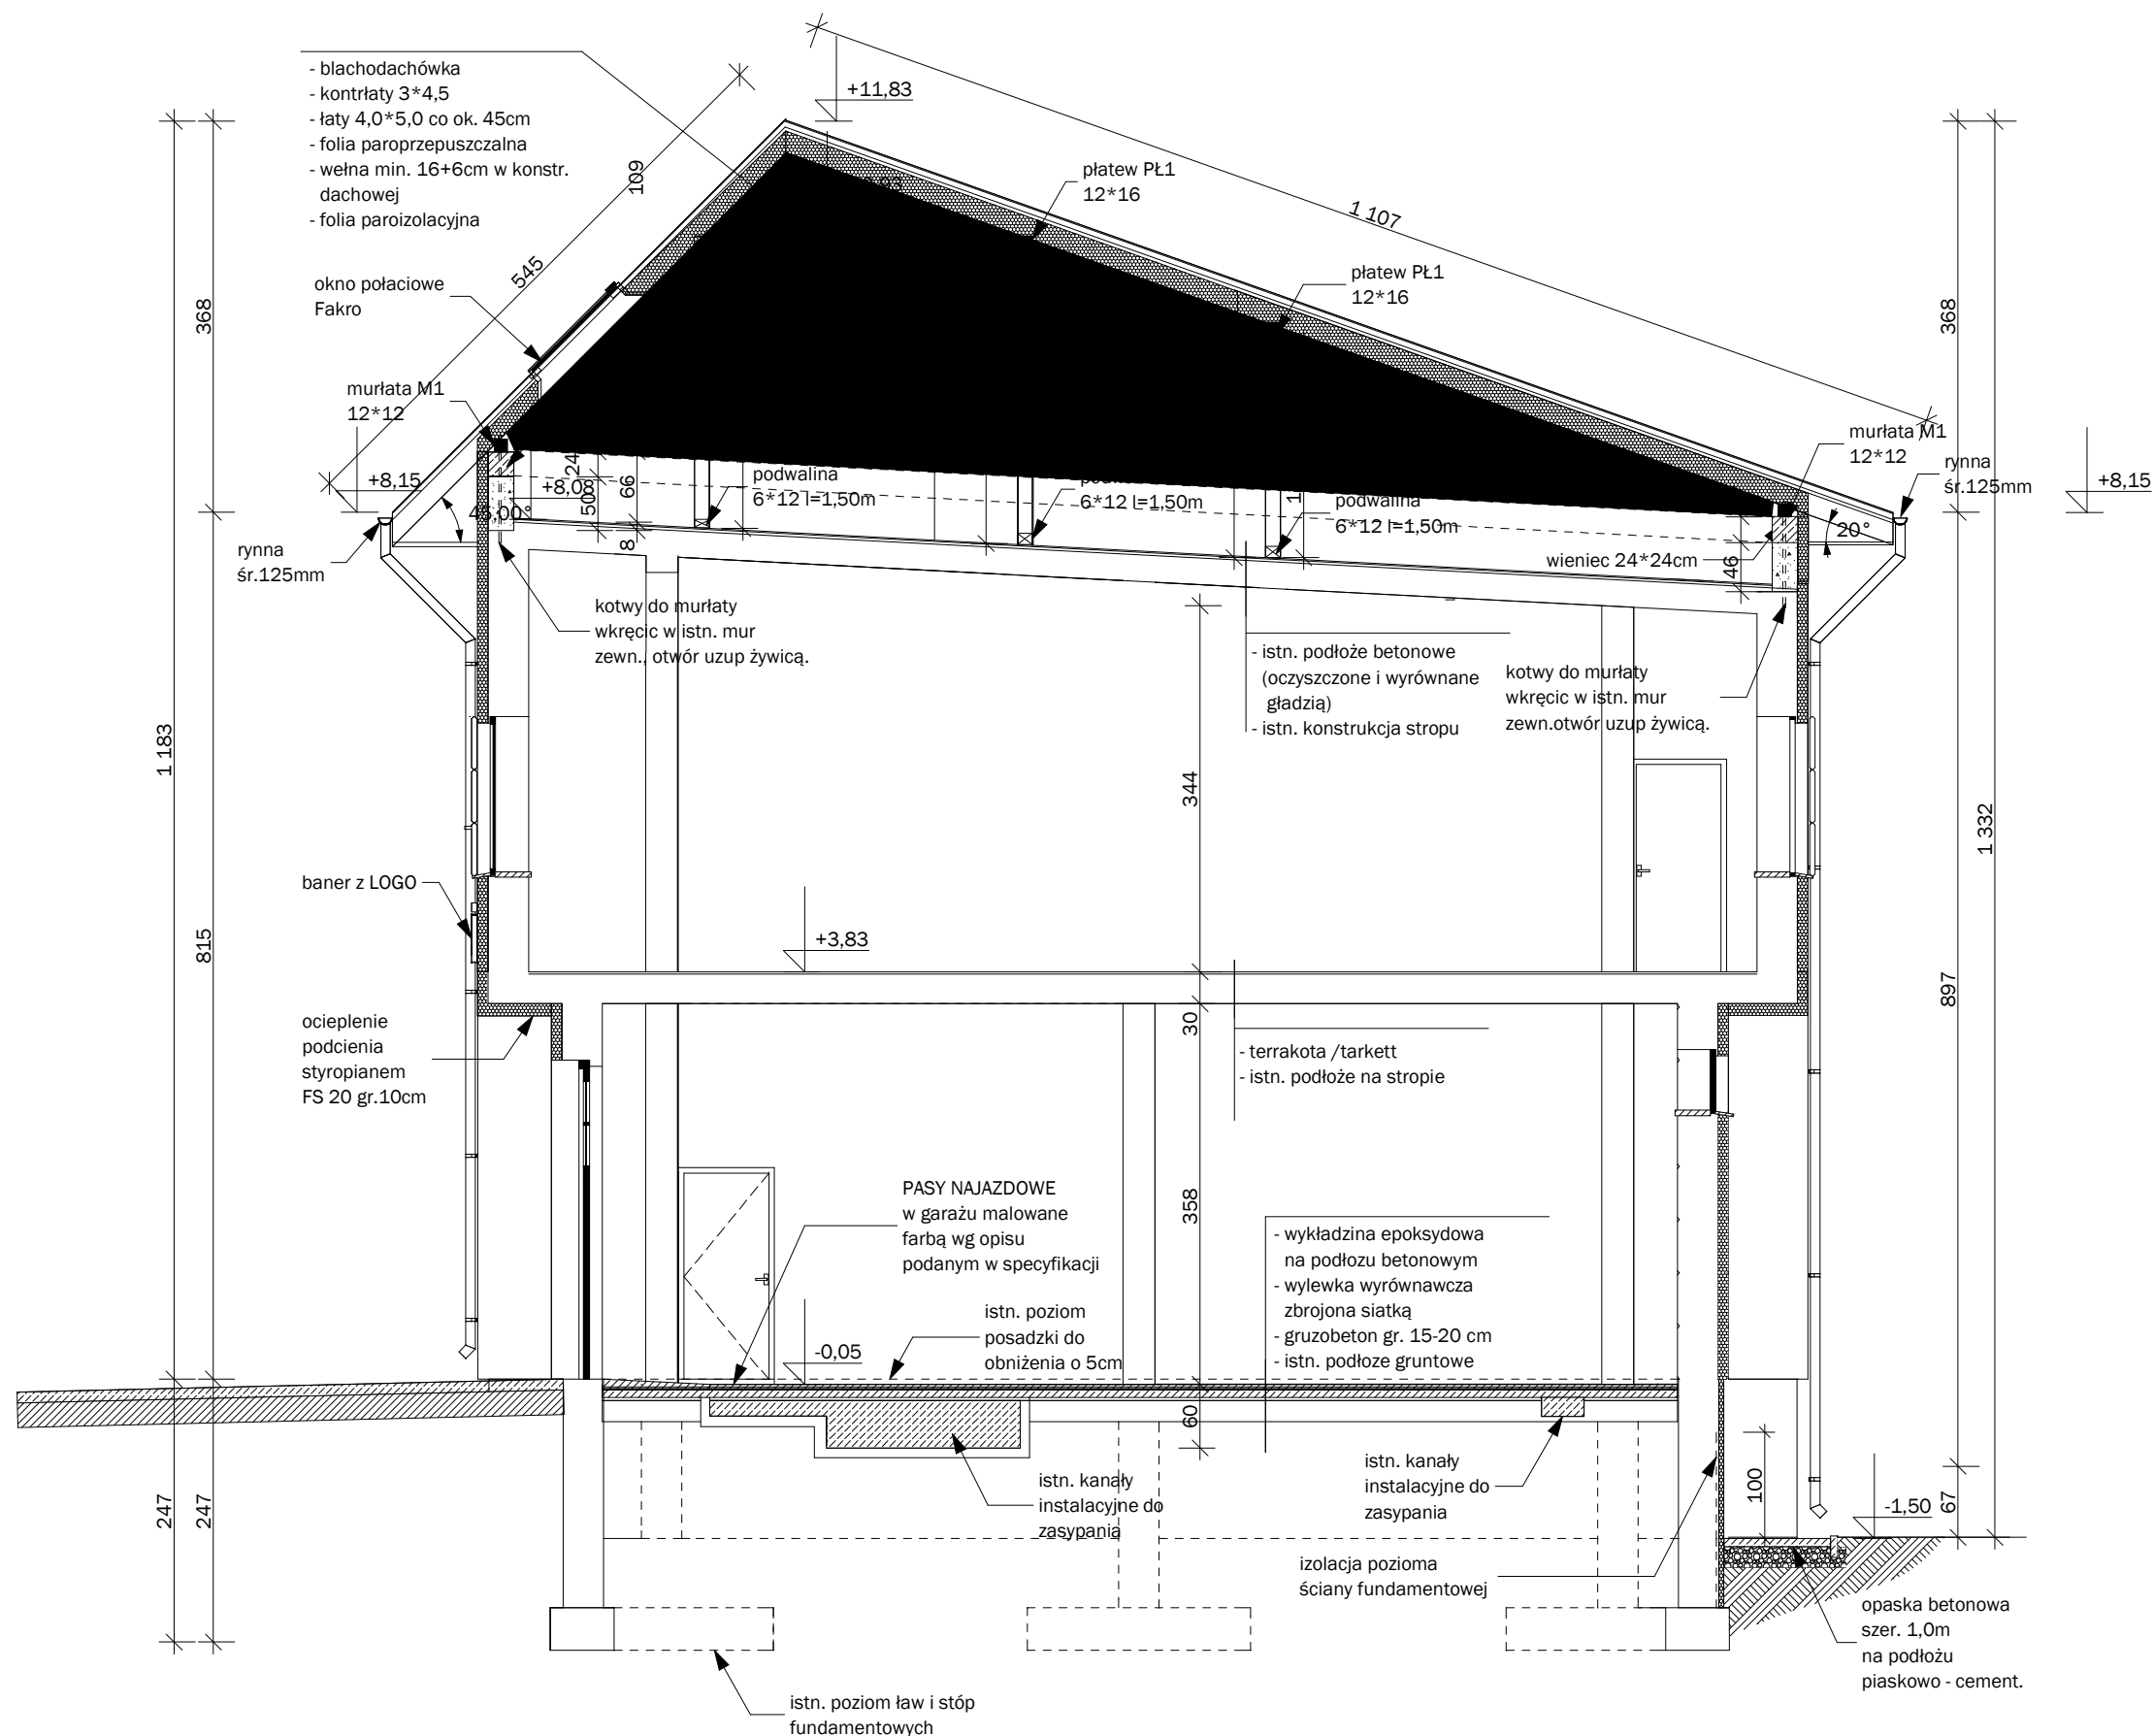 - blachodachówka
- kontrłaty 3*4,5
- łaty 4,0*5,0 co ok. 45cm
- folia paroprzepuszczalna
- wełna min. 16+6cm w konstr.
dachowej
- folia paroizolacyjna
+11,83
109
545
1 107
płatew PŁ1
12*16
płatew PŁ1
12*16
okno połaciowe
Fakro
368
368
murłata M1
12*12
murłata M1
12*12
+8,15
+8,15
rynna
śr.125mm
rynna
śr.125mm
45,00°
20°
24
50
8
66
8
46
podwalina
6*12 l=1,50m
6*12 l=1,50m
podwalina
6*12 l=1,50m
wieniec 24*24cm
kotwy do murłaty
wkręcic w istn. mur
zewn., otwór uzup żywicą.
- istn. podłoże betonowe
(oczyszczone i wyrównane
gładzią)
- istn. konstrukcja stropu
kotwy do murłaty
wkręcic w istn. mur
zewn.otwór uzup żywicą.
1 183
815
344
1 332
897
baner z LOGO
+3,83
ocieplenie
podcienia
styropianem
FS 20 gr.10cm
30
- terrakota /tarkett
- istn. podłoże na stropie
358
PASY NAJAZDOWE
w garażu malowane
farbą wg opisu
podanym w specyfikacji
- wykładzina epoksydowa
na podłozu betonowym
- wylewka wyrównawcza
zbrojona siatką
- gruzobeton gr. 15-20 cm
- istn. podłoze gruntowe
istn. poziom
posadzki do
obniżenia o 5cm
-0,05
60
247
247
istn. kanały
instalacyjne do
zasypania
istn. kanały
instalacyjne do
zasypania
100
-1,50
67
izolacja pozioma
ściany fundamentowej
opaska betonowa
szer. 1,0m
na podłożu
piaskowo - cement.
istn. poziom ław i stóp
fundamentowych